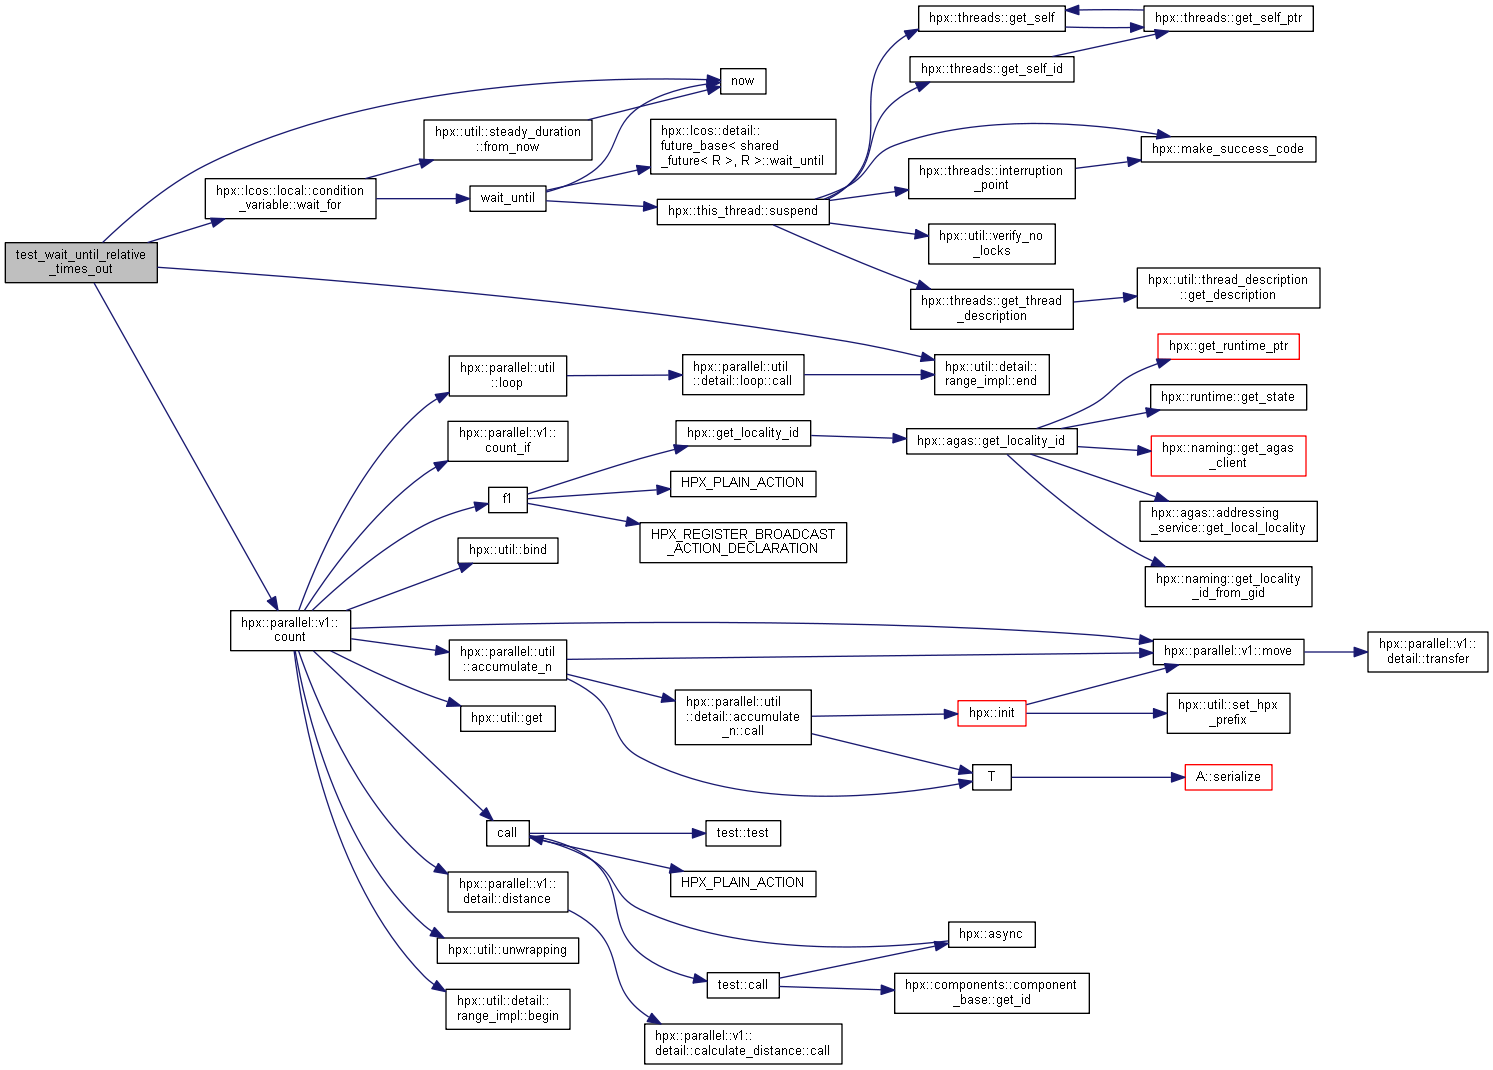 test_wait_until_relative
_times_out
hpx::lcos::local::condition
_variable::wait_for
hpx::util::steady_duration
::from_now
now
wait_until
hpx::lcos::detail::
future_base< shared
_future< R >, R >::wait_until
hpx::this_thread::suspend
hpx::threads::get_self
hpx::threads::get_self_ptr
hpx::threads::get_self_id
hpx::make_success_code
hpx::threads::interruption
_point
hpx::util::verify_no
_locks
hpx::threads::get_thread
_description
hpx::util::thread_description
::get_description
hpx::parallel::util
::loop
hpx::parallel::util
::detail::loop::call
hpx::util::detail::
range_impl::end
hpx::parallel::v1::
count_if
f1
hpx::get_locality_id
HPX_PLAIN_ACTION
HPX_REGISTER_BROADCAST
_ACTION_DECLARATION
hpx::agas::get_locality_id
hpx::get_runtime_ptr
hpx::runtime::get_state
hpx::naming::get_agas
_client
hpx::agas::addressing
_service::get_local_locality
hpx::naming::get_locality
_id_from_gid
hpx::util::bind
hpx::parallel::v1::
count
hpx::parallel::util
::accumulate_n
hpx::parallel::v1::move
hpx::parallel::v1::
detail::transfer
hpx::util::get
hpx::parallel::util
::detail::accumulate
_n::call
hpx::init
hpx::util::set_hpx
_prefix
T
A::serialize
call
test::test
HPX_PLAIN_ACTION
hpx::parallel::v1::
detail::distance
hpx::async
hpx::util::unwrapping
test::call
hpx::components::component
_base::get_id
hpx::util::detail::
range_impl::begin
hpx::parallel::v1::
detail::calculate_distance::call